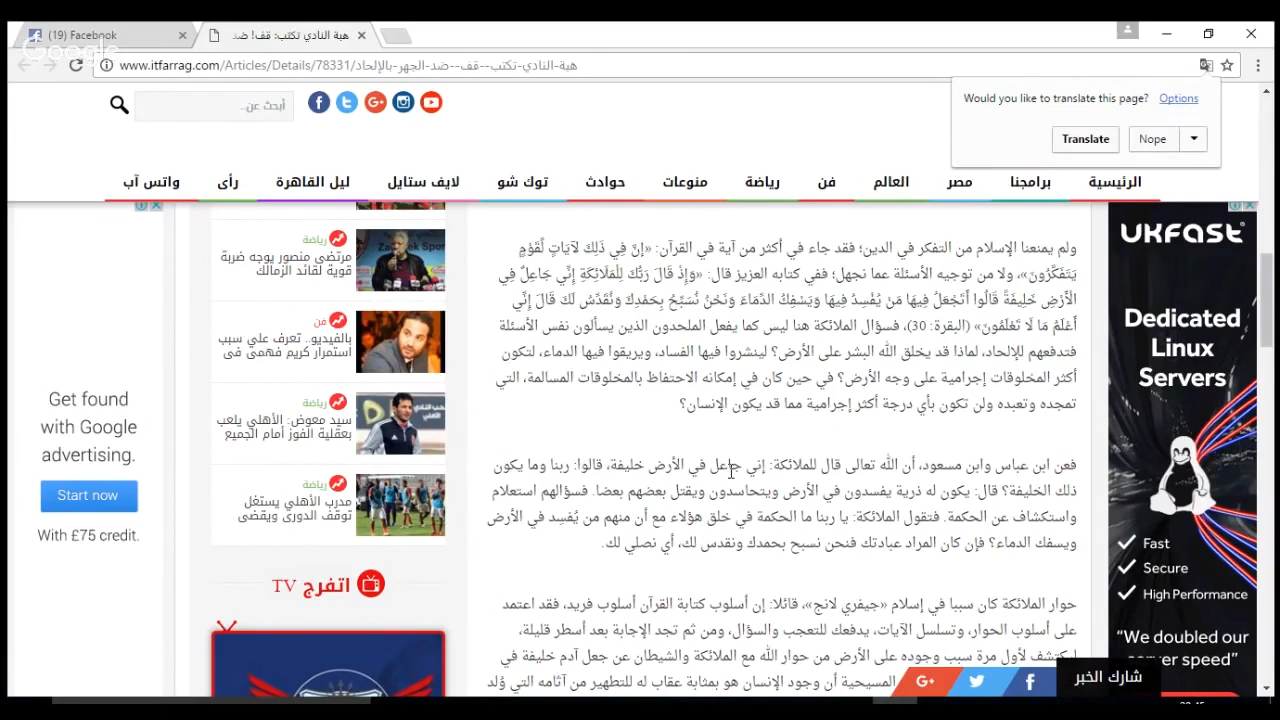 (19) Facebook
هبة النادي تكتب: قف! ضد
Google
www.itfarrag.com/Articles/Details/78331/هبة-النادي-تكتب--قف--ضد-الجهر-بالإلحاد
Would you like to translate this page? Options
Translate
Nope
أبحث عن..
الرئيسية
برامجنا
مصر
العالم
فن
رياضة
منوعات
حوادث
توك شو
لايف ستايل
ليل القاهرة
رأى
واتس آب
ولم يمنعنا الإسلام من التفكر في الدين؛ فقد جاء في أكثر من آية في القرآن: «إِنَّ فِي ذَلِكَ لَآيَاتٍ لِّقَوْمٍ
يَتَفَكَّرُونَ»، ولا من توجيه الأسئلة عما نجهل؛ ففي كتابه العزيز قال: «وَإِذْ قَالَ رَبُّكَ لِلْمَلَائِكَةِ إِنِّي جَاعِلٌ فِي
الْأَرْضِ خَلِيفَةً قَالُوا أَتَجْعَلُ فِيهَا مَن يُفْسِدُ فِيهَا وَيَسْفِكُ الدِّمَاءَ وَنَحْنُ نُسَبِّحُ بِحَمْدِكَ وَنُقَدِّسُ لَكَ قَالَ إِنِّي
أَعْلَمُ مَا لَا تَعْلَمُونَ» (البقرة: 30)، فسؤال الملائكة هنا ليس كما يفعل الملحدون الذين يسألون نفس الأسئلة
فتدفعهم للإلحاد، لماذا قد يخلق الله البشر على الأرض؟ لينشروا فيها الفساد، ويريقوا فيها الدماء، لتكون
أكثر المخلوقات إجرامية على وجه الأرض؟ في حين كان في إمكانه الاحتفاظ بالمخلوقات المسالمة، التي
تمجده وتعبده ولن تكون بأي درجة أكثر إجرامية مما قد يكون الإنسان؟
فعن ابن عباس وابن مسعود، أن الله تعالى قال للملائكة: إني جاعل في الأرض خليفة، قالوا: ربنا وما يكون
ذلك الخليفة؟ قال: يكون له ذرية يفسدون في الأرض ويتحاسدون ويقتل بعضهم بعضا. فسؤالهم استعلام
واستكشاف عن الحكمة. فتقول الملائكة: يا ربنا ما الحكمة في خلق هؤلاء مع أن منهم من يُفسِد في الأرض
ويسفك الدماء؟ فإن كان المراد عبادتك فنحن نسبح بحمدك ونقدس لك، أي نصلي لك.
حوار الملائكة كان سببا في إسلام «جيفري لانج»، قائلا: إن أسلوب كتابة القرآن أسلوب فريد، فقد اعتمد
على أسلوب الحوار، وتسلسل الآيات، يدفعك للتعجب والسؤال، ومن ثم تجد الإجابة بعد أسطر قليلة،
ليكتشف لأول مرة سبب وجوده على الأرض من حوار الله مع الملائكة والشيطان عن جعل آدم خليفة في
المسيحية أن وجود الإنسان هو بمثابة عقاب له للتطهير من آثامه التي وُلد
رياضة
مرتضى منصور يوجه ضربة
قوية لقائد الزمالك
فن
بالفيديو.. تعرف علي سبب
استمرار كريم فهمى فى
رياضة
سيد معوض: الأهلي يلعب
بعقلية الفوز أمام الجميع
رياضة
مدرب الأهلي يستغل
توقف الدورى ويقضى
اتفرج TV
Get found
with Google
advertising.
Start now
With £75 credit.
UKFAST
Dedicated
Linux
Servers
Fast
Secure
High Performance
“We doubled our
server speed”
شارك الخبر